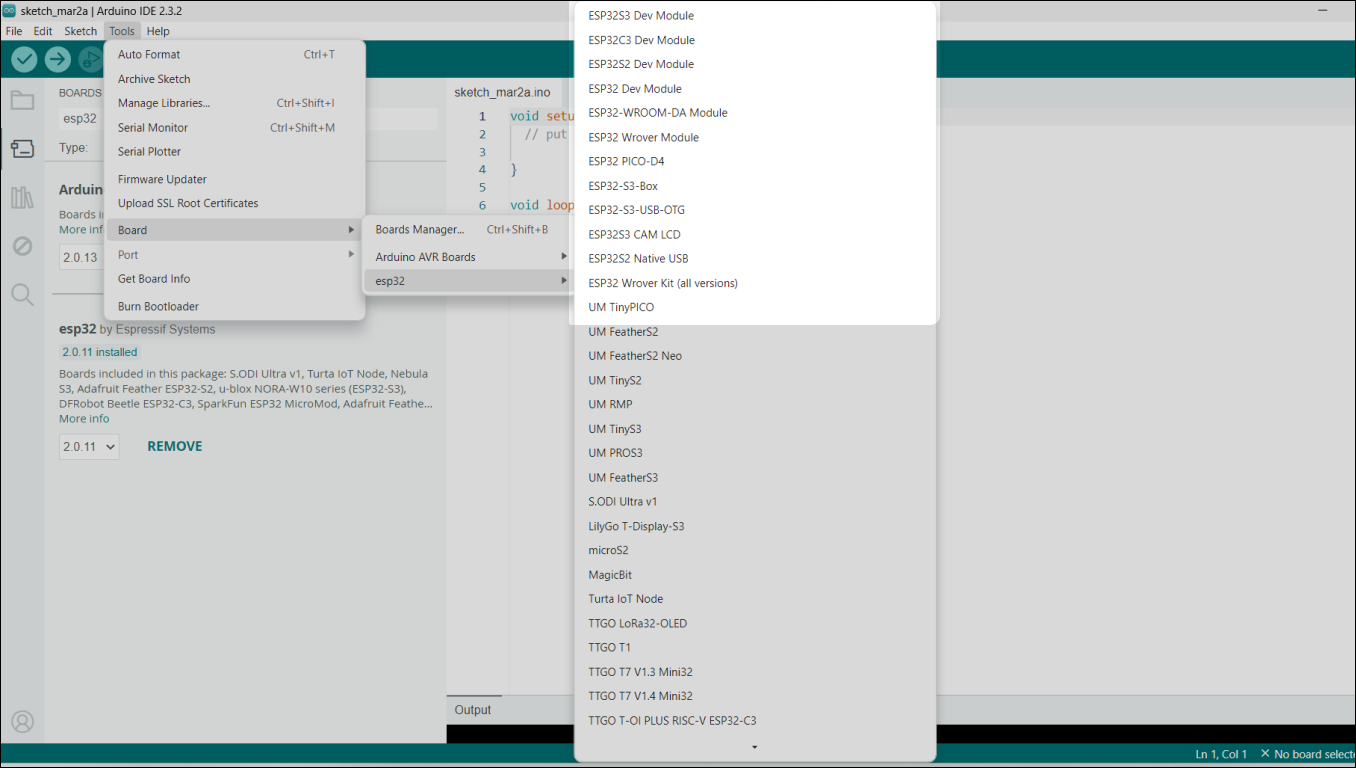 sketch_mar2a | Arduino IDE 2.3.2
File Edit Sketch Tools Help
Auto Format Ctrl+T
Archive Sketch
Manage Libraries... Ctrl+Shift+I
Serial Monitor Ctrl+Shift+M
Serial Plotter
Firmware Updater
Upload SSL Root Certificates
Board
Port
Get Board Info
Burn Bootloader
Boards Manager... Ctrl+Shift+B
Arduino AVR Boards
esp32
ESP32S3 Dev Module
ESP32C3 Dev Module
ESP32S2 Dev Module
ESP32 Dev Module
ESP32-WROOM-DA Module
ESP32 Wrover Module
ESP32 PICO-D4
ESP32-S3-Box
ESP32-S3-USB-OTG
ESP32S3 CAM LCD
ESP32S2 Native USB
ESP32 Wrover Kit (all versions)
UM TinyPICO
UM FeatherS2
UM FeatherS2 Neo
UM TinyS2
UM RMP
UM TinyS3
UM PROS3
UM FeatherS3
S.ODI Ultra v1
LilyGo T-Display-S3
microS2
MagicBit
Turta IoT Node
TTGO LoRa32-OLED
TTGO T1
TTGO T7 V1.3 Mini32
TTGO T7 V1.4 Mini32
TTGO T-OI PLUS RISC-V ESP32-C3
BOARDS
esp32
Type:
Arduin
Boards i
More inf
2.0.13
esp32 by Espressif Systems
2.0.11 installed
Boards included in this package: S.ODI Ultra v1, Turta IoT Node, Nebula
S3, Adafruit Feather ESP32-S2, u-blox NORA-W10 series (ESP32-S3),
DFRobot Beetle ESP32-C3, SparkFun ESP32 MicroMod, Adafruit Feathe...
More info
2.0.11 REMOVE
sketch_mar2a.ino
1 void setu
2 // put
3
4 }
5
6 void loop
Output
Ln 1, Col 1 × No board selecte